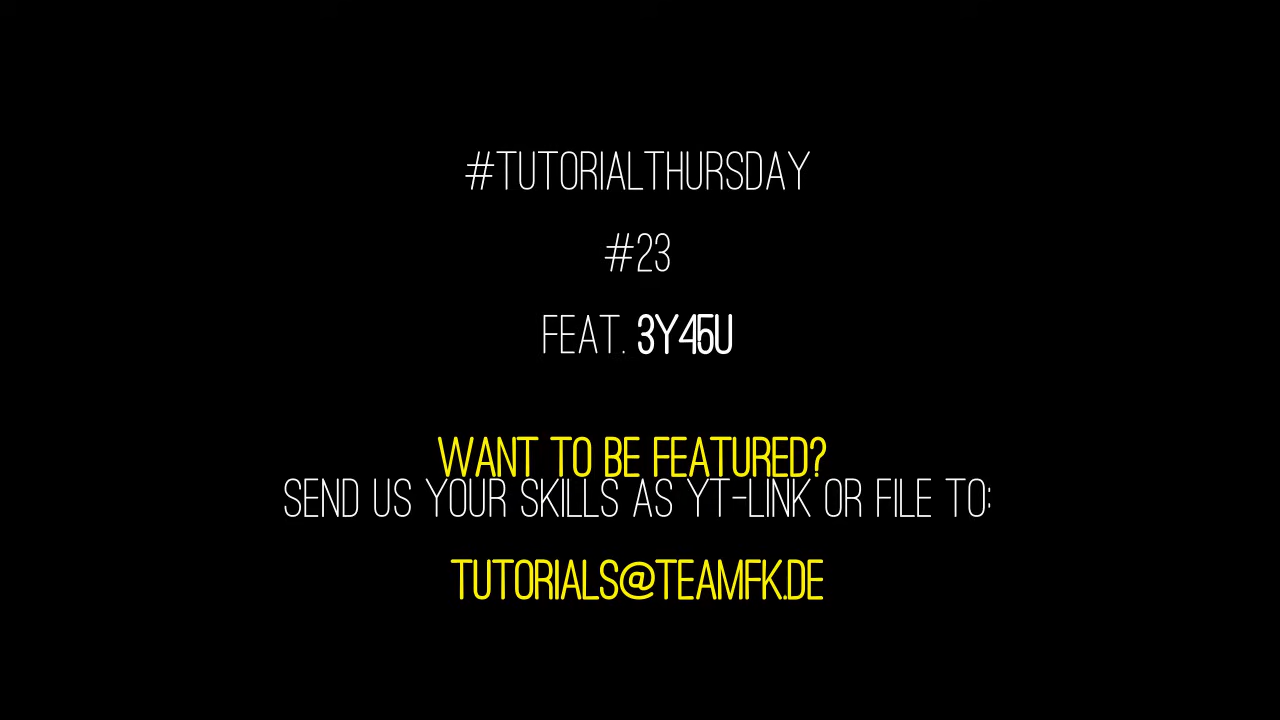 #TUTORIALTHURSDAY
#23
FEAT. 3Y45U
WANT TO BE FEATURED?
SEND US YOUR SKILLS AS YT-LINK OR FILE TO:
TUTORIALS@TEAMFK.DE